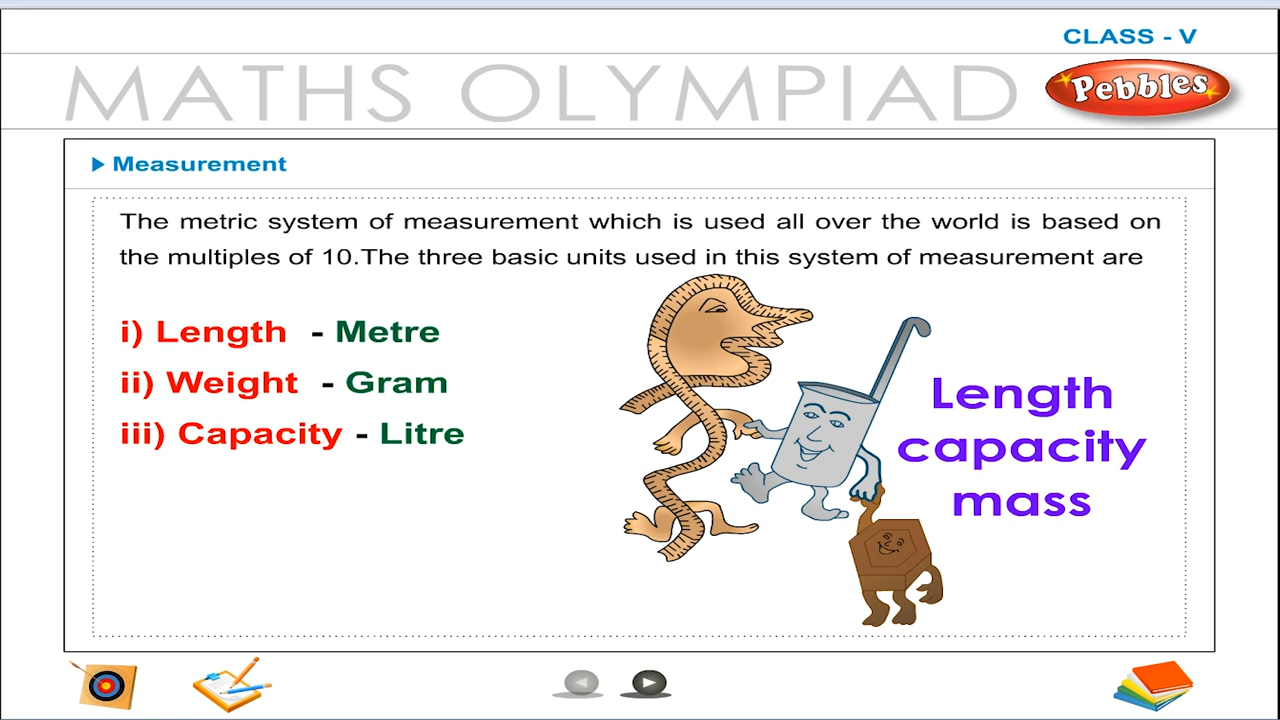 CLASS - V
MATHS OLYMPIAD
Pebbles
Measurement
The metric system of measurement which is used all over the world is based on
the multiples of 10.The three basic units used in this system of measurement are
i) Length - Metre
ii) Weight - Gram
iii) Capacity - Litre
Length
capacity
mass